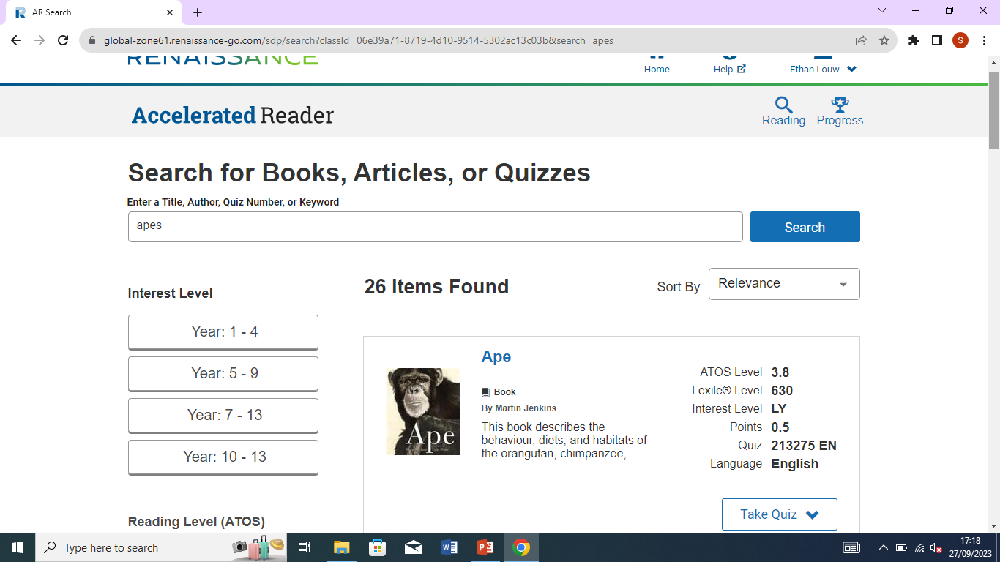 AR Search
global-zone61.renaissance-go.com/sdp/search?classId=06e39a71-8719-4d10-9514-5302ac13c03b&search=apes
S
RENAISSANCE
Home
Help
Ethan Louw
Accelerated Reader
Reading
Progress
Search for Books, Articles, or Quizzes
Enter a Title, Author, Quiz Number, or Keyword
apes
Search
Interest Level
Year: 1 - 4
Year: 5 - 9
Year: 7 - 13
Year: 10 - 13
Reading Level (ATOS)
26 Items Found
Sort By
Relevance
Ape
Ape
Book
By Martin Jenkins
This book describes the
behaviour, diets, and habitats of
the orangutan, chimpanzee,...
ATOS Level 3.8
Lexile® Level 630
Interest Level LY
Points 0.5
Quiz 213275 EN
Language English
Take Quiz
Type here to search
17:18
27/09/2023